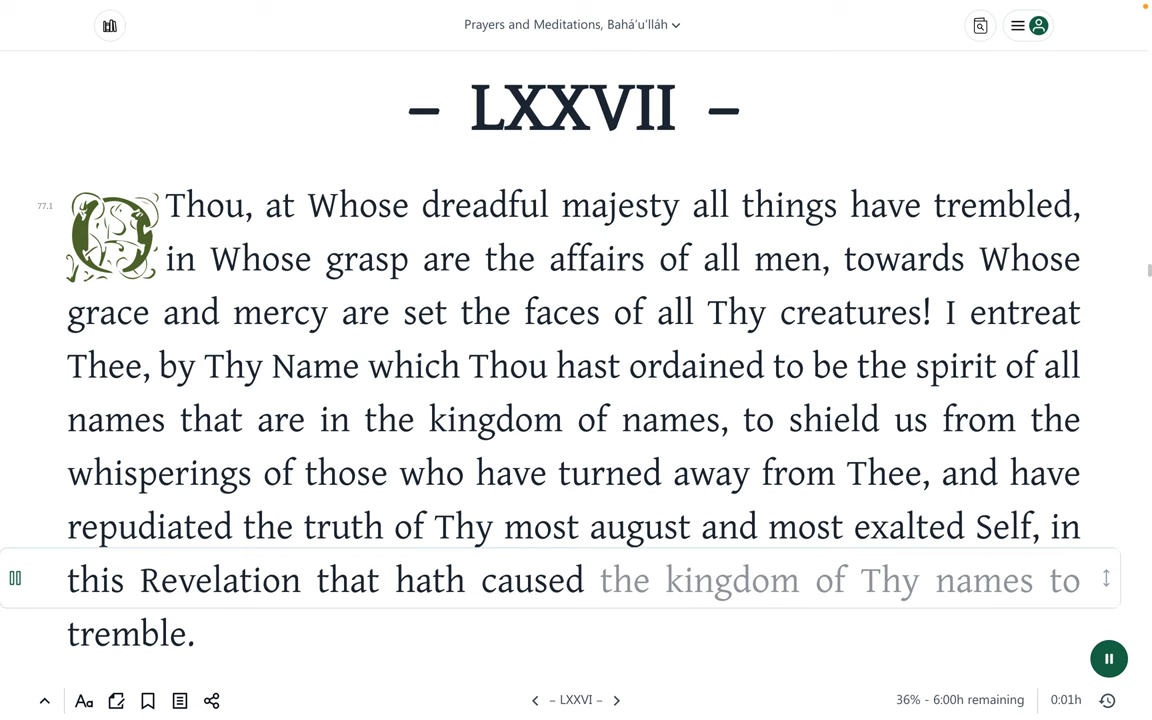 Prayers and Meditations, Bahá’u’lláh
– LXXVII –
77.1
O Thou, at Whose dreadful majesty all things have trembled,
in Whose grasp are the affairs of all men, towards Whose
grace and mercy are set the faces of all Thy creatures! I entreat
Thee, by Thy Name which Thou hast ordained to be the spirit of all
names that are in the kingdom of names, to shield us from the
whisperings of those who have turned away from Thee, and have
repudiated the truth of Thy most august and most exalted Self, in
this Revelation that hath caused the kingdom of Thy names to
tremble.
Aa
– LXXVI –
36% - 6:00h remaining
0:01h